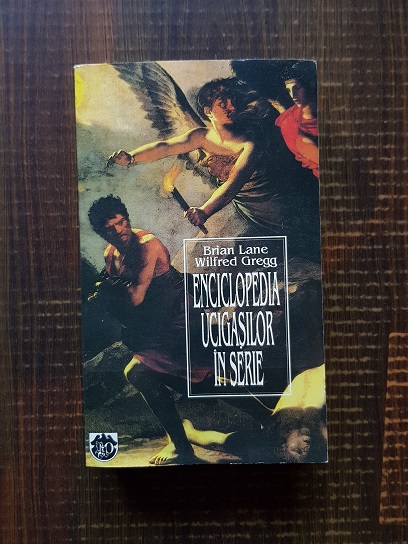 Brian Lane
Wilfred Gregg
ENCICLOPEDIA
UCIGAȘILOR
ÎN SERIE